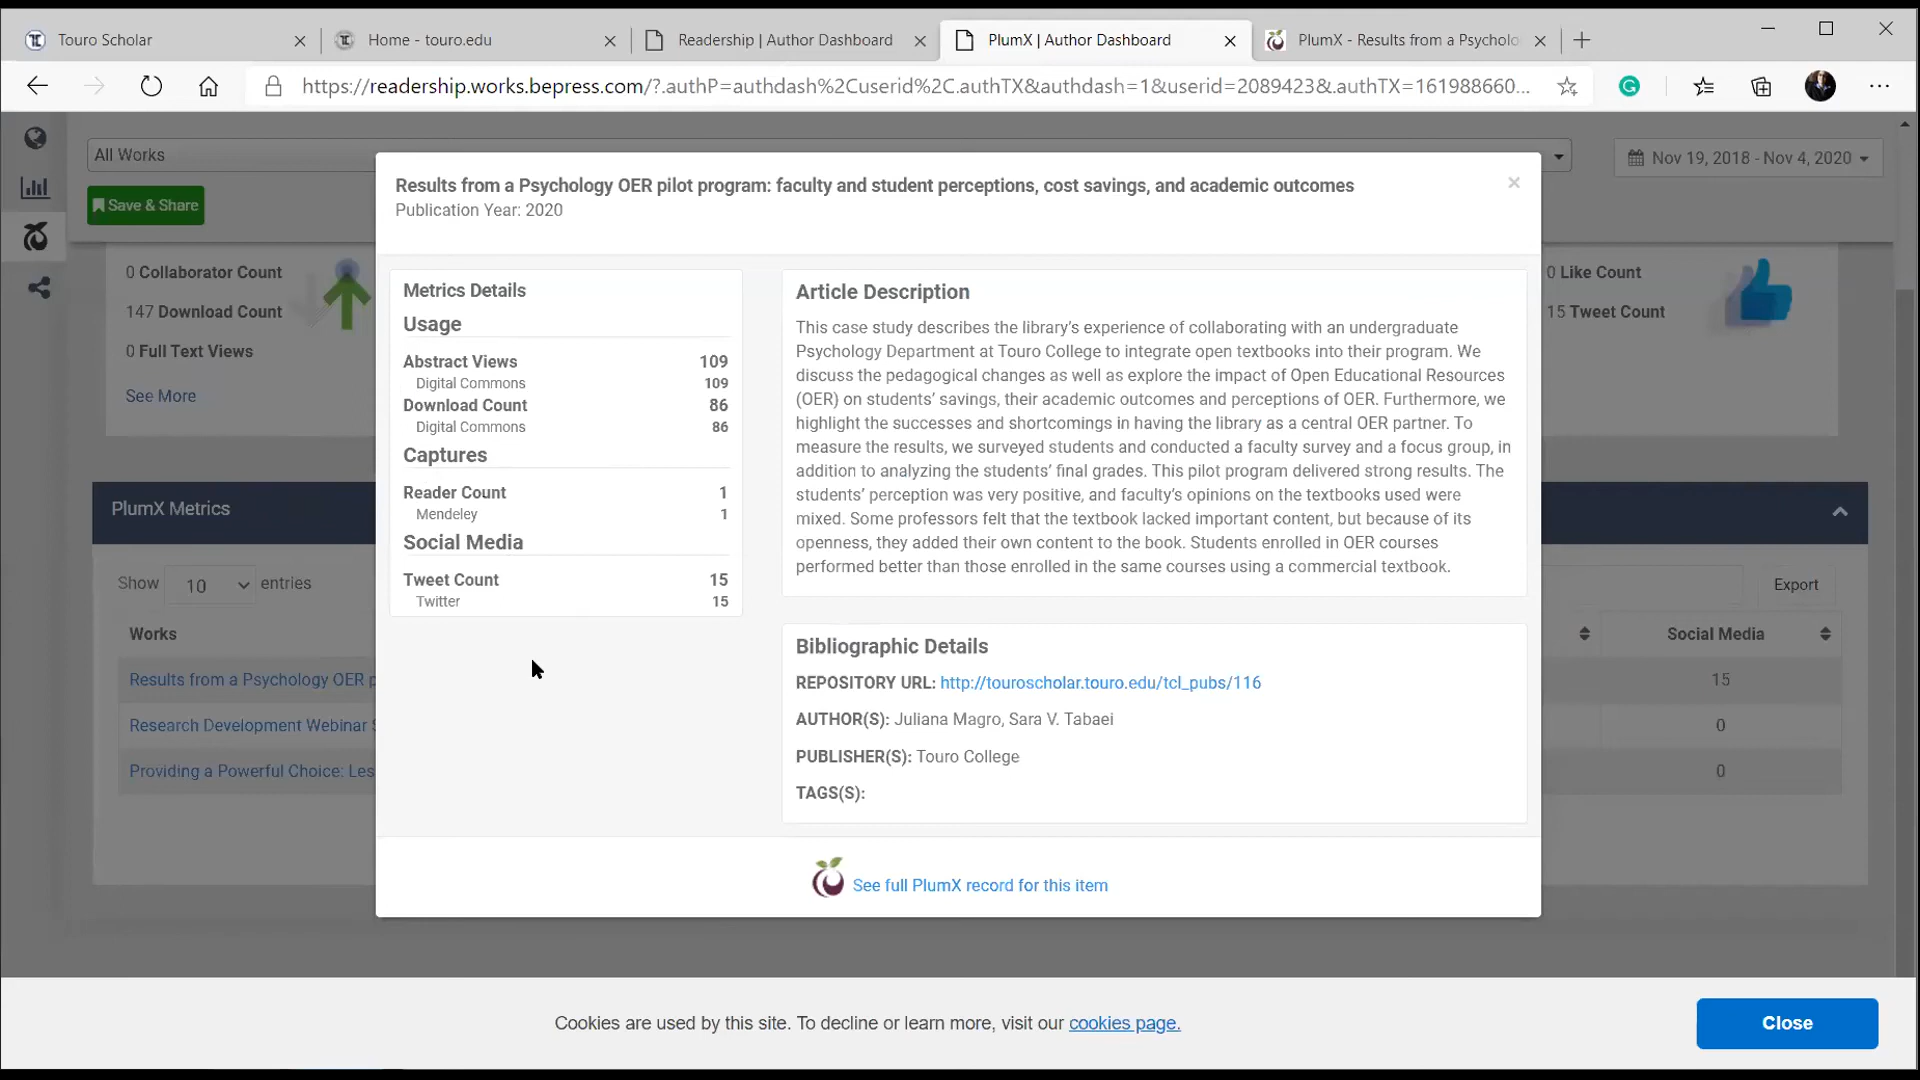 Touro Scholar
Home - touro.edu
Readership | Author Dashboard
PlumX | Author Dashboard
PlumX - Results from a Psycholo
https://readership.works.bepress.com/?.authP=authdash%2Cuserid%2C.authTX&authdash=1&userid=2089423&.authTX=161988660...
All Works
Nov 19, 2018 - Nov 4, 2020
Save & Share
Results from a Psychology OER pilot program: faculty and student perceptions, cost savings, and academic outcomes
Publication Year: 2020
0 Collaborator Count
147 Download Count
0 Full Text Views
See More
0 Like Count
15 Tweet Count
Metrics Details
Usage
Abstract Views 109
Digital Commons 109
Download Count 86
Digital Commons 86
Captures
Reader Count 1
Mendeley 1
Social Media
Tweet Count 15
Twitter 15
Article Description
This case study describes the library's experience of collaborating with an undergraduate
Psychology Department at Touro College to integrate open textbooks into their program. We
discuss the pedagogical changes as well as explore the impact of Open Educational Resources
(OER) on students' savings, their academic outcomes and perceptions of OER. Furthermore, we
highlight the successes and shortcomings in having the library as a central OER partner. To
measure the results, we surveyed students and conducted a faculty survey and a focus group, in
addition to analyzing the students' final grades. This pilot program delivered strong results. The
students' perception was very positive, and faculty's opinions on the textbooks used were
mixed. Some professors felt that the textbook lacked important content, but because of its
openness, they added their own content to the book. Students enrolled in OER courses
performed better than those enrolled in the same courses using a commercial textbook.
Bibliographic Details
REPOSITORY URL: http://touroscholar.touro.edu/tcl_pubs/116
AUTHOR(S): Juliana Magro, Sara V. Tabaei
PUBLISHER(S): Touro College
TAGS(S):
See full PlumX record for this item
PlumX Metrics
Show 10 entries
Export
Works
Social Media
Results from a Psychology OER p
15
Research Development Webinar S
0
Providing a Powerful Choice: Les
0
Cookies are used by this site. To decline or learn more, visit our cookies page.
Close